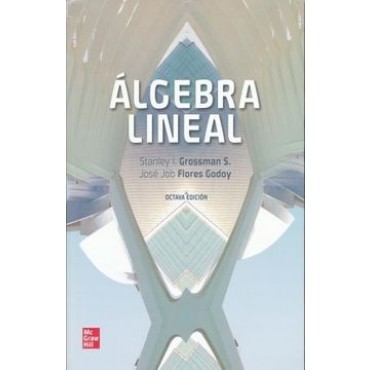 ÁLGEBRA
LINEAL
Stanley I. Grossman S.
José Job Flores Godoy
OCTAVA EDICIÓN
Mc
Graw
Hill